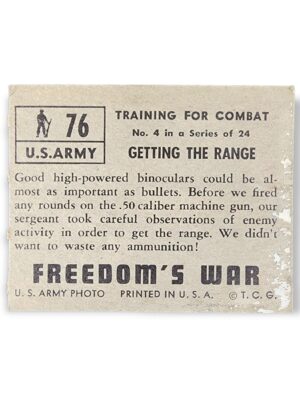 76
U.S. ARMY
TRAINING FOR COMBAT
No. 4 in a Series of 24
GETTING THE RANGE
Good high-powered binoculars could be al-
most as important as bullets. Before we fired
any rounds on the .50 caliber machine gun, our
sergeant took careful observations of enemy
activity in order to get the range. We didn't
want to waste any ammunition!
FREEDOM'S WAR
U. S. ARMY PHOTO PRINTED IN U. S. A. © T. C. G.